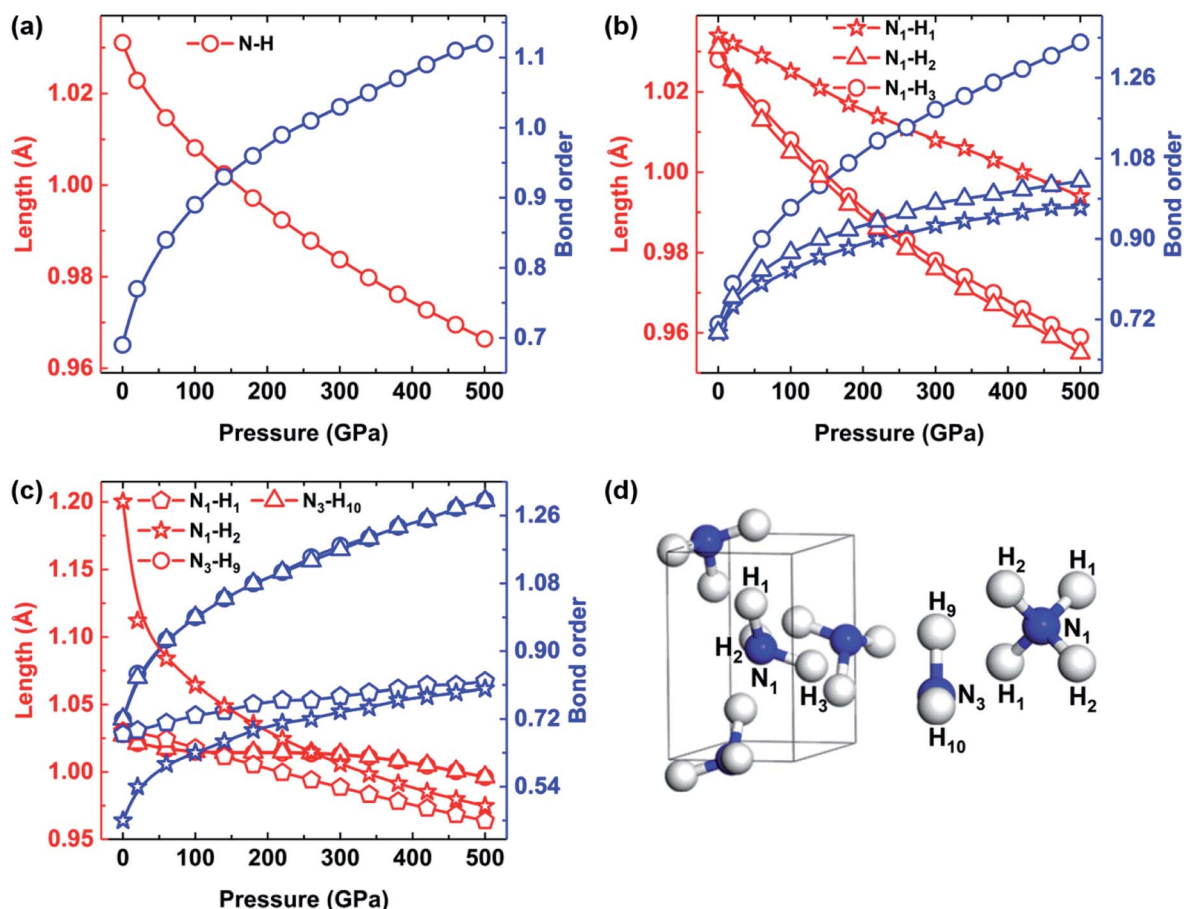 (a)
N-H
Length (Å)
1.02
1.00
0.98
0.96
Bond order
1.1
1.0
0.9
0.8
0.7
0 100 200 300 400 500
Pressure (GPa)
(b)
N₁-H₁
N₁-H₂
N₁-H₃
Length (Å)
1.02
1.00
0.98
0.96
Bond order
1.26
1.08
0.90
0.72
0 100 200 300 400 500
Pressure (GPa)
(c)
N₁-H₁ N₃-H₁₀
N₁-H₂
N₃-H₉
Length (Å)
1.20
1.15
1.10
1.05
1.00
0.95
Bond order
1.26
1.08
0.90
0.72
0.54
0 100 200 300 400 500
Pressure (GPa)
(d)
H₁
H₂
N₁
H₃
H₉
N₃
H₁₀
H₂ H₁
N₁
H₁ H₂